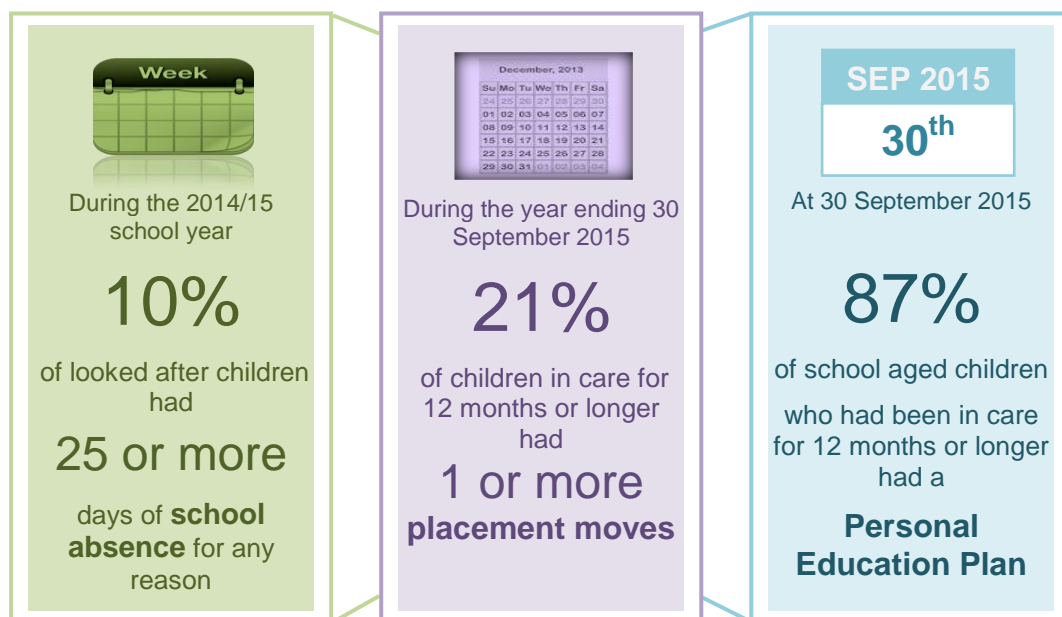 Week
During the 2014/15
school year
10%
of looked after children
had
25 or more
days of school
absence for any
reason
December, 2013
Su Mo Tu We Th Fr Sa
24 25 26 27 28 29 30
01 02 03 04 05 06 07
08 09 10 11 12 13 14
15 16 17 18 19 20 21
22 23 24 25 26 27 28
29 30 31 01 02 03 04
During the year ending 30
September 2015
21%
of children in care for
12 months or longer
had
1 or more
placement moves
SEP 2015
30th
At 30 September 2015
87%
of school aged children
who had been in care
for 12 months or longer
had a
Personal
Education Plan